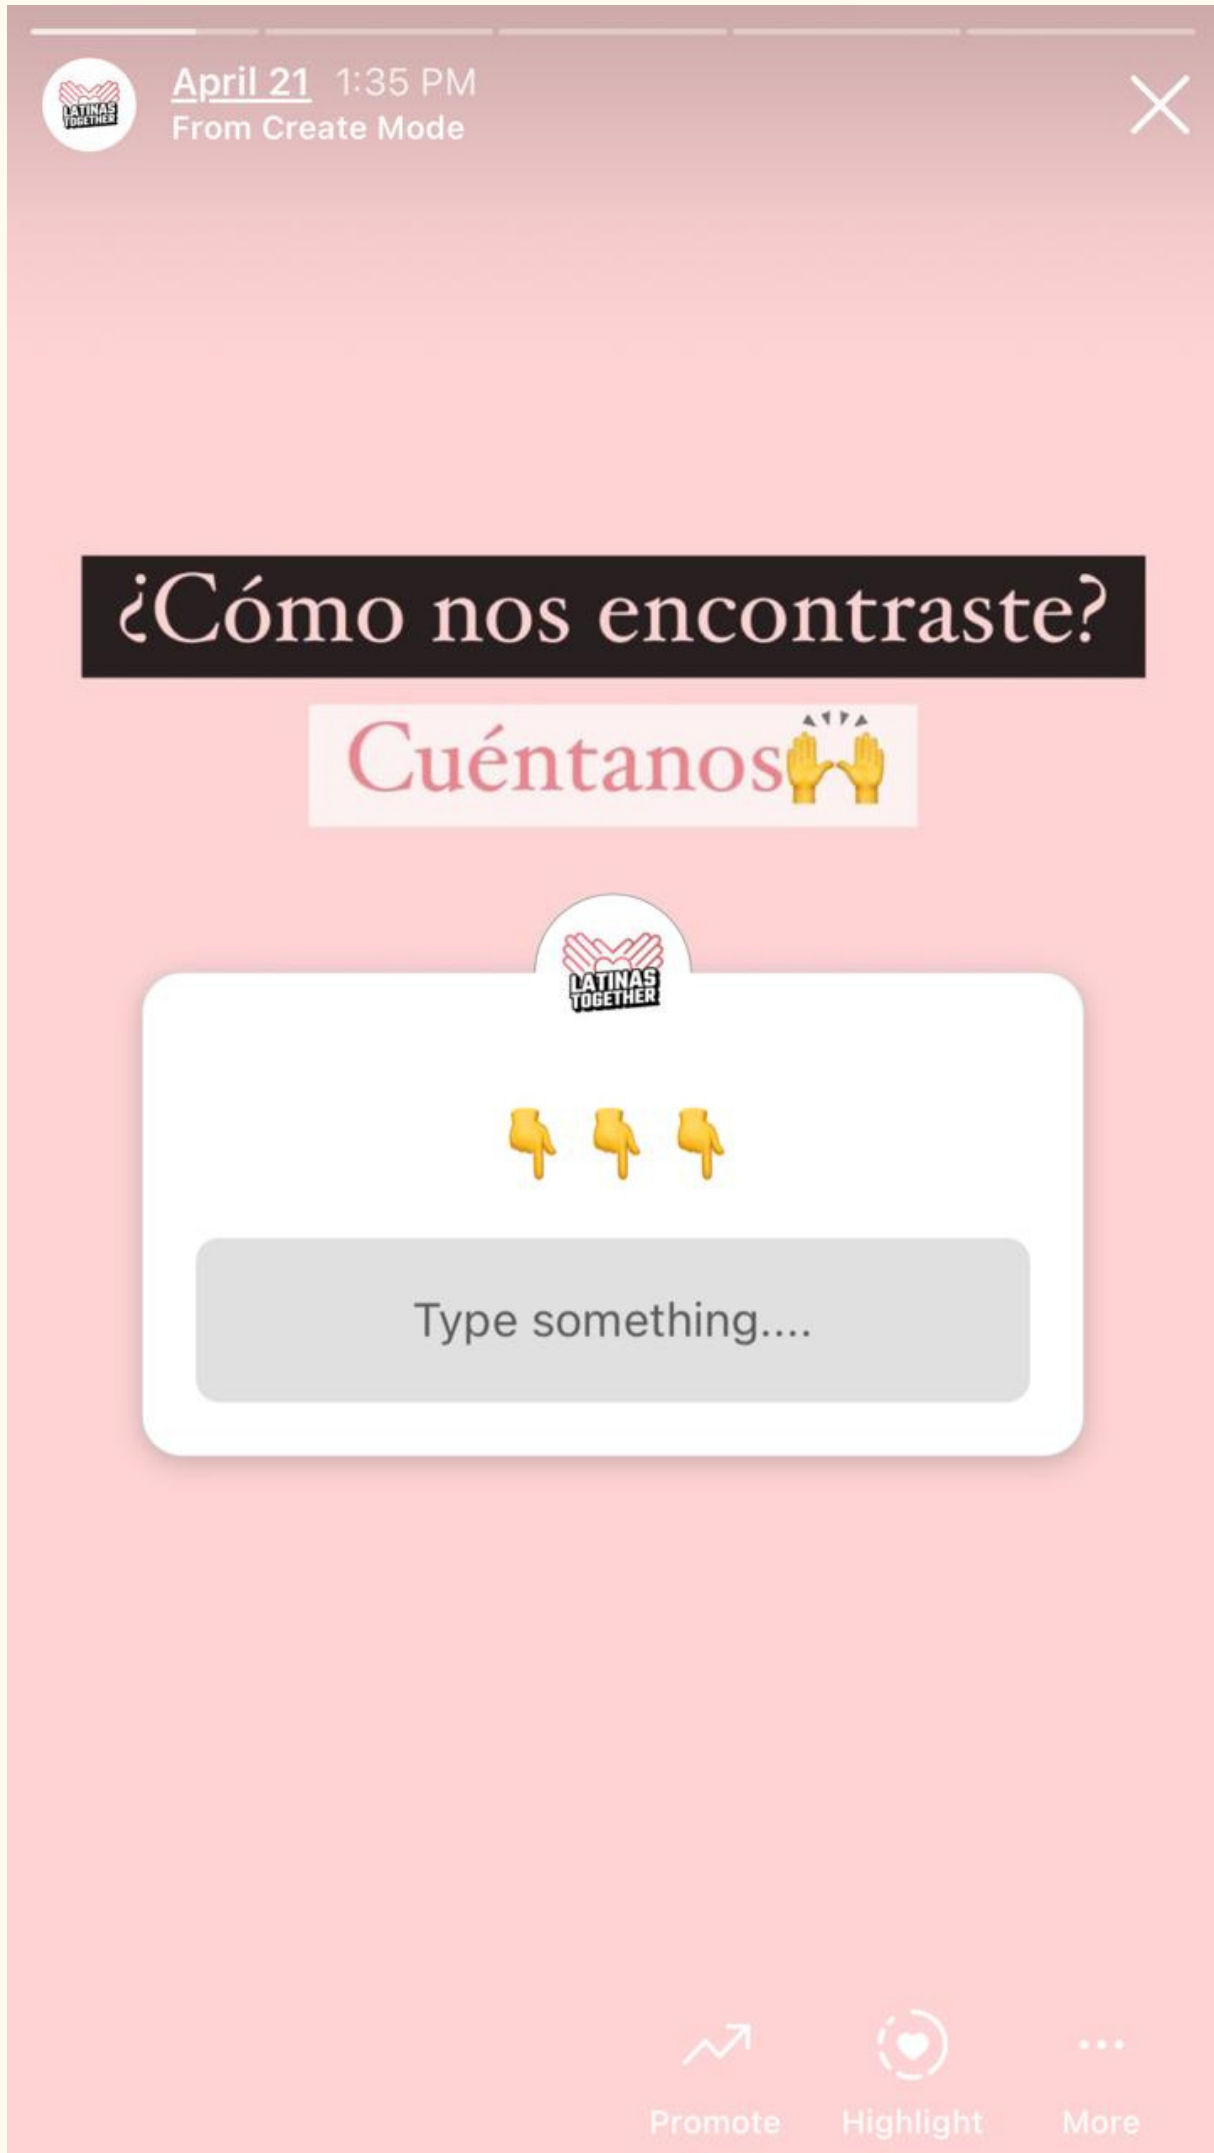 April 21 1:35 PM
From Create Mode
LATINAS
TOGETHER
¿Cómo nos encontraste?
Cuéntanos🙌
LATINAS
TOGETHER
👇 👇 👇
Type something....
Promote Highlight More